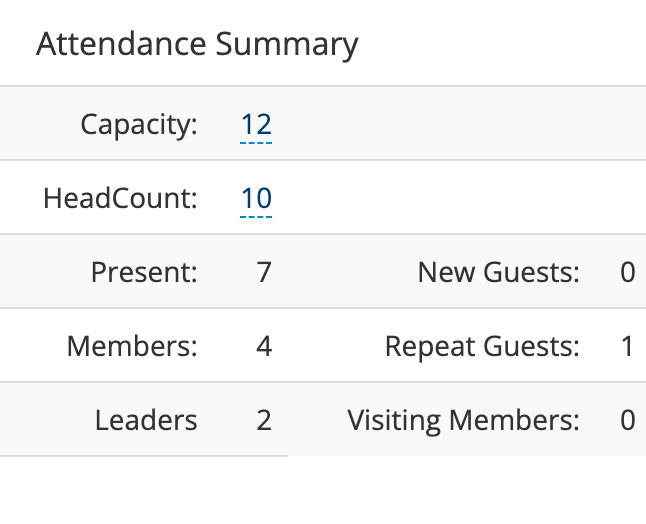 Attendance Summary
Capacity: 12
HeadCount: 10
Present: 7 New Guests: 0
Members: 4 Repeat Guests: 1
Leaders 2 Visiting Members: 0